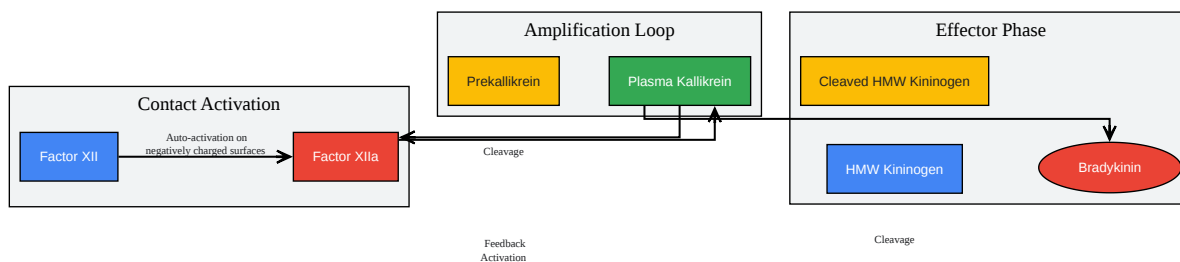 Amplification Loop
Effector Phase
Prekallikrein
Plasma Kallikrein
Cleaved HMW Kininogen
Contact Activation
Auto-activation on
negatively charged surfaces
Factor XII
Factor XIIa
Cleavage
HMW Kininogen
Bradykinin
Feedback
Activation
Cleavage